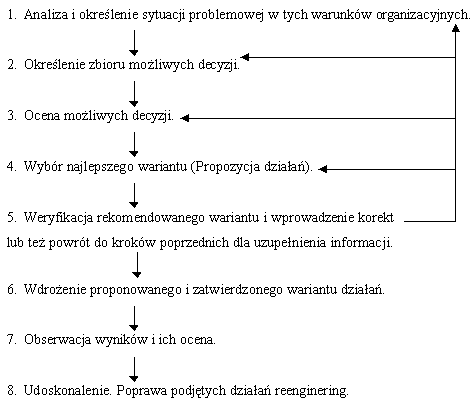 1. Analiza i określenie sytuacji problemowej w tych warunków organizacyjnych.
2. Określenie zbioru możliwych decyzji.
3. Ocena możliwych decyzji.
4. Wybór najlepszego wariantu (Propozycja działań).
5. Weryfikacja rekomendowanego wariantu i wprowadzenie korekt
lub też powrót do kroków poprzednich dla uzupełnienia informacji.
6. Wdrożenie proponowanego i zatwierdzonego wariantu działań.
7. Obserwacja wyników i ich ocena.
8. Udoskonalenie. Poprawa podjętych działań reenginering.